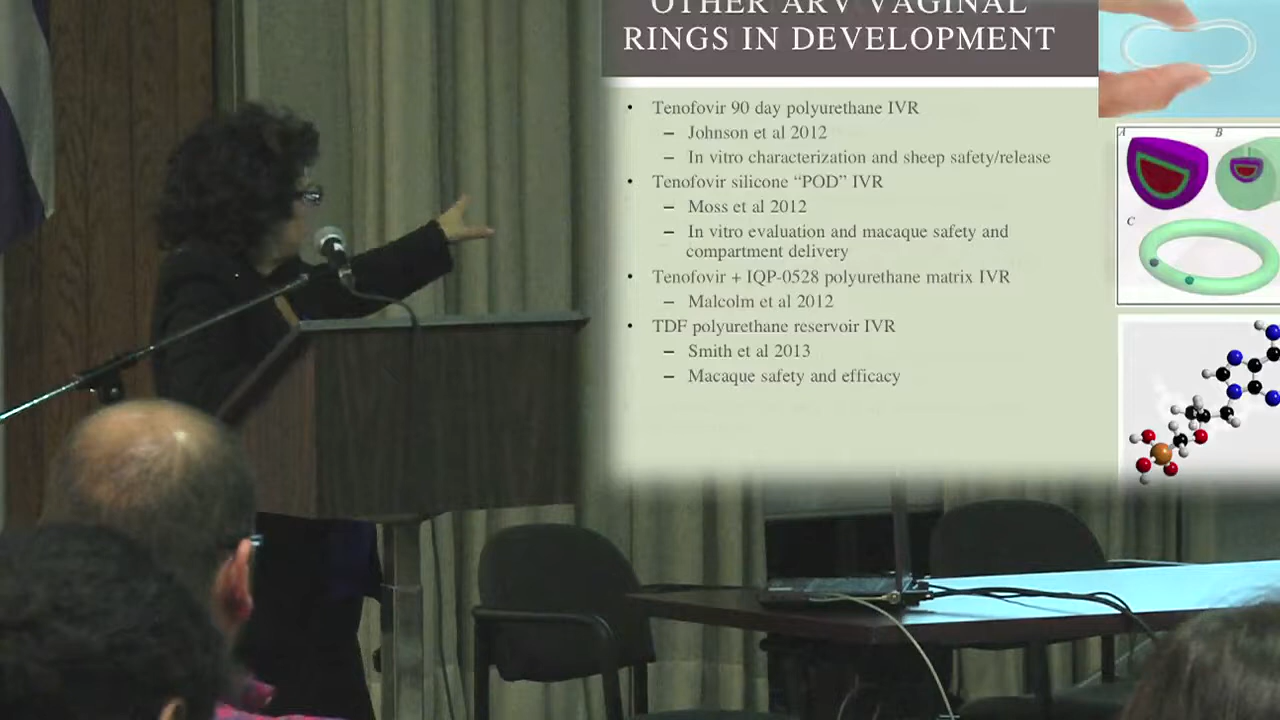 OTHER ARV VAGINAL
RINGS IN DEVELOPMENT
• Tenofovir 90 day polyurethane IVR
– Johnson et al 2012
– In vitro characterization and sheep safety/release
• Tenofovir silicone “POD” IVR
– Moss et al 2012
– In vitro evaluation and macaque safety and
compartment delivery
• Tenofovir + IQP-0528 polyurethane matrix IVR
– Malcolm et al 2012
• TDF polyurethane reservoir IVR
– Smith et al 2013
– Macaque safety and efficacy
A B
C